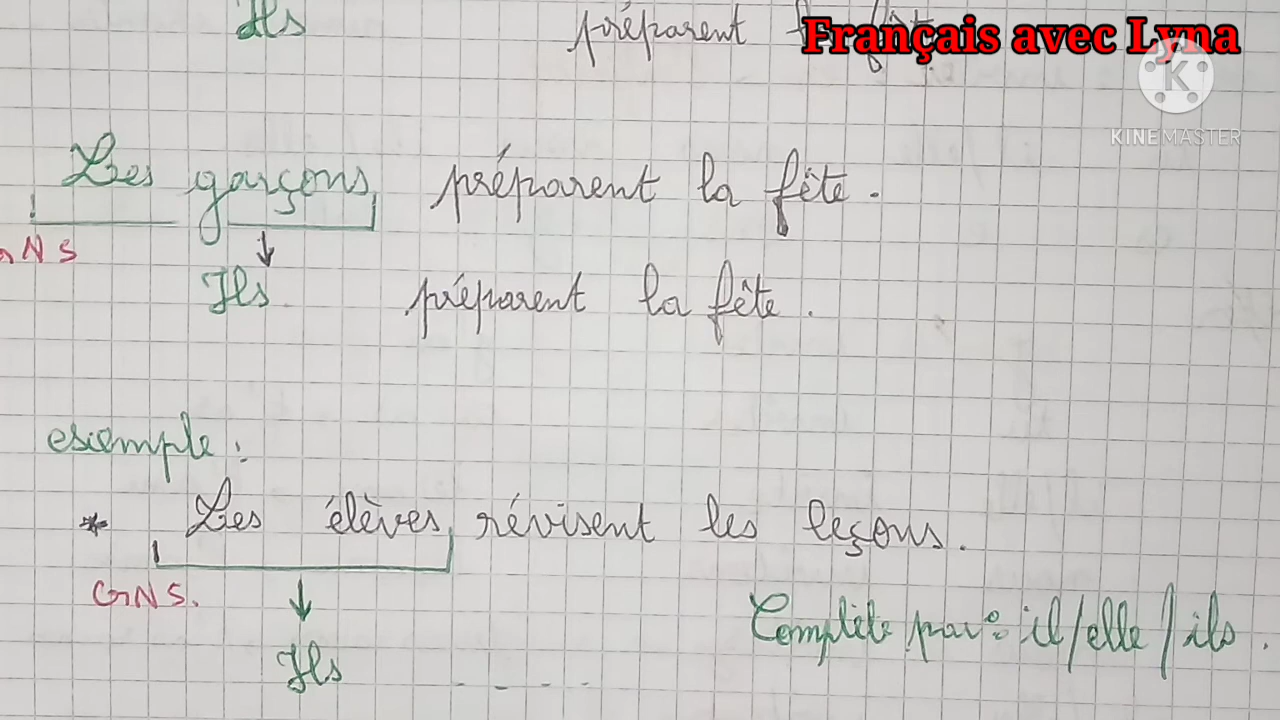 Ils préparent
Français avec Lyna
K
KINEMASTER
Les garçons préparent la fête.
GNS
Ils préparent la fête.
exemple:
* Les élèves révisent les leçons.
GNS.
Complète par: il/elle/ils.
Ils - - - -